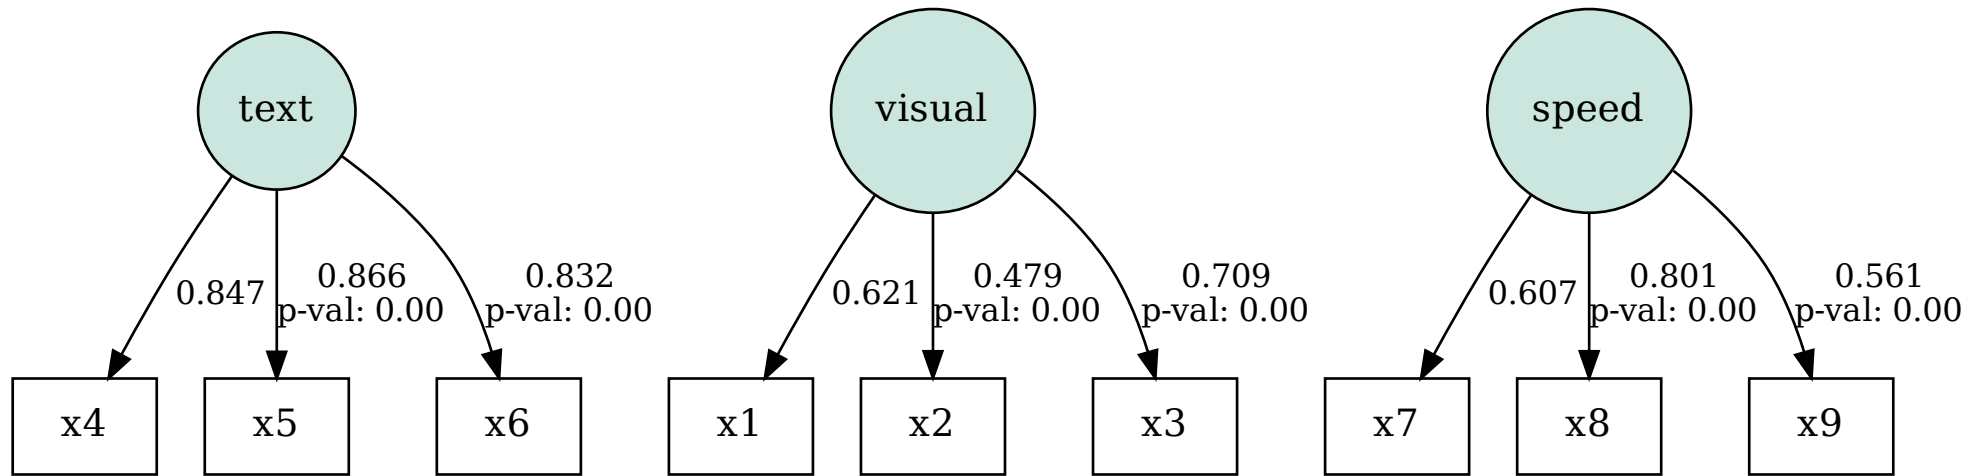 text
visual
speed
0.847
0.866
p-val: 0.00
0.832
p-val: 0.00
0.621
0.479
p-val: 0.00
0.709
p-val: 0.00
0.607
0.801
p-val: 0.00
0.561
p-val: 0.00
x4
x5
x6
x1
x2
x3
x7
x8
x9